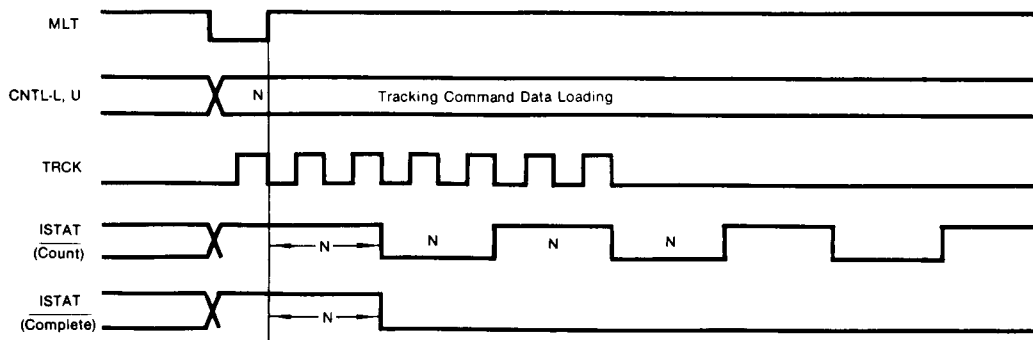 MLT
CNTL-L, U
N
Tracking Command Data Loading
TRCK
ISTAT
(Count)
N
N
N
N
ISTAT
(Complete)
N